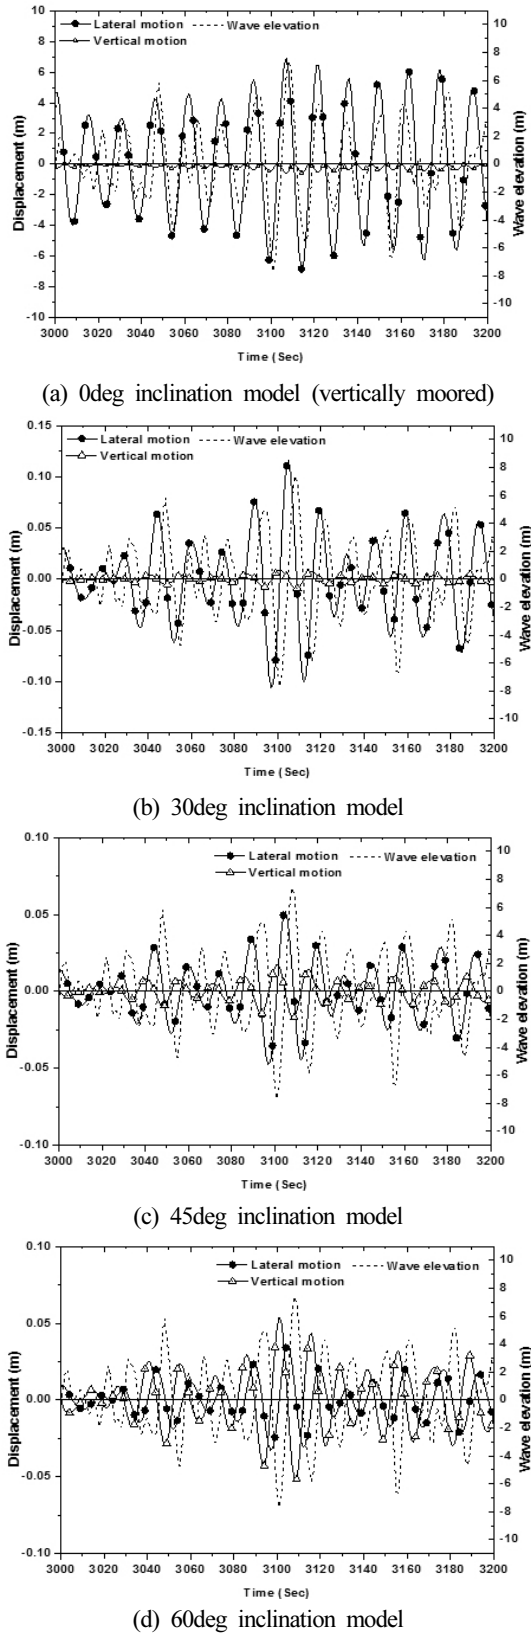 Lateral motion Wave elevation
Vertical motion
Displacement (m)
10
8
6
4
2
0
-2
-4
-6
-8
-10
Wave elevation (m)
10
8
6
4
2
0
-2
-4
-6
-8
-10
3000 3020 3040 3060 3080 3100 3120 3140 3160 3180 3200
Time (Sec)
(a) 0deg inclination model (vertically moored)
Lateral motion Wave elevation
Vertical motion
Displacement (m)
0.15
0.10
0.05
0.00
-0.05
-0.10
-0.15
Wave elevation (m)
10
8
6
4
2
0
-2
-4
-6
-8
-10
3000 3020 3040 3060 3080 3100 3120 3140 3160 3180 3200
Time (Sec)
(b) 30deg inclination model
Lateral motion Wave elevation
Vertical motion
Displacement (m)
0.10
0.05
0.00
-0.05
-0.10
Wave elevation (m)
10
8
6
4
2
0
-2
-4
-6
-8
-10
3000 3020 3040 3060 3080 3100 3120 3140 3160 3180 3200
Time (Sec)
(c) 45deg inclination model
Lateral motion Wave elevation
Vertical motion
Displacement (m)
0.10
0.05
0.00
-0.05
-0.10
Wave elevation (m)
10
8
6
4
2
0
-2
-4
-6
-8
-10
3000 3020 3040 3060 3080 3100 3120 3140 3160 3180 3200
Time (Sec)
(d) 60deg inclination model